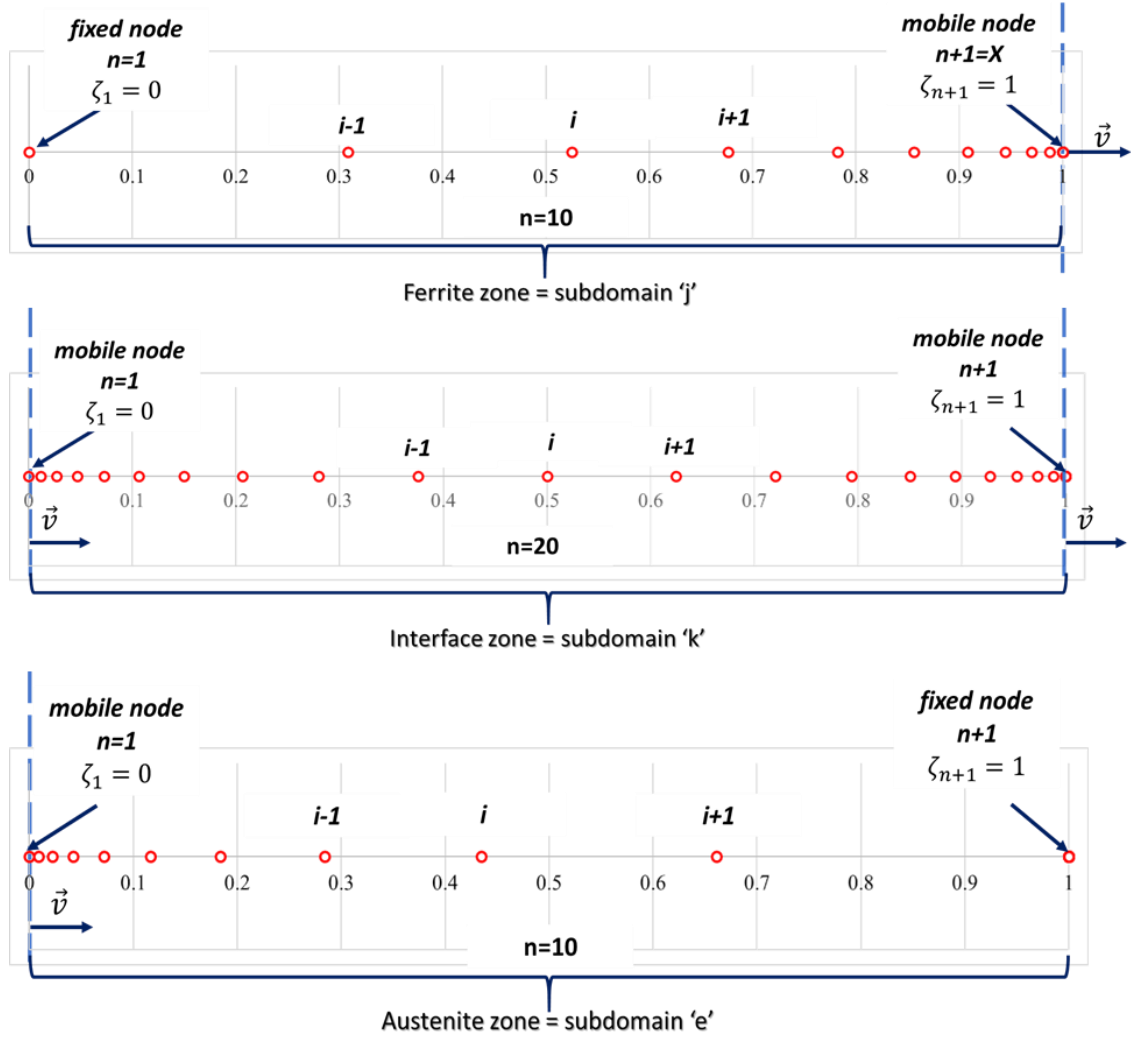 fixed node
n=1
ζ₁ = 0
mobile node
n+1=X
ζₙ₊₁ = 1
i-1
i
i+1
v⃗
0 0.1 0.2 0.3 0.4 0.5 0.6 0.7 0.8 0.9 1
n=10
Ferrite zone = subdomain ‘j’
mobile node
n=1
ζ₁ = 0
mobile node
n+1
ζₙ₊₁ = 1
i-1
i
i+1
0 0.1 0.2 0.3 0.4 0.5 0.6 0.7 0.8 0.9 1
v⃗
v⃗
n=20
Interface zone = subdomain ‘k’
mobile node
n=1
ζ₁ = 0
fixed node
n+1
ζₙ₊₁ = 1
i-1
i
i+1
0 0.1 0.2 0.3 0.4 0.5 0.6 0.7 0.8 0.9 1
v⃗
n=10
Austenite zone = subdomain ‘e’